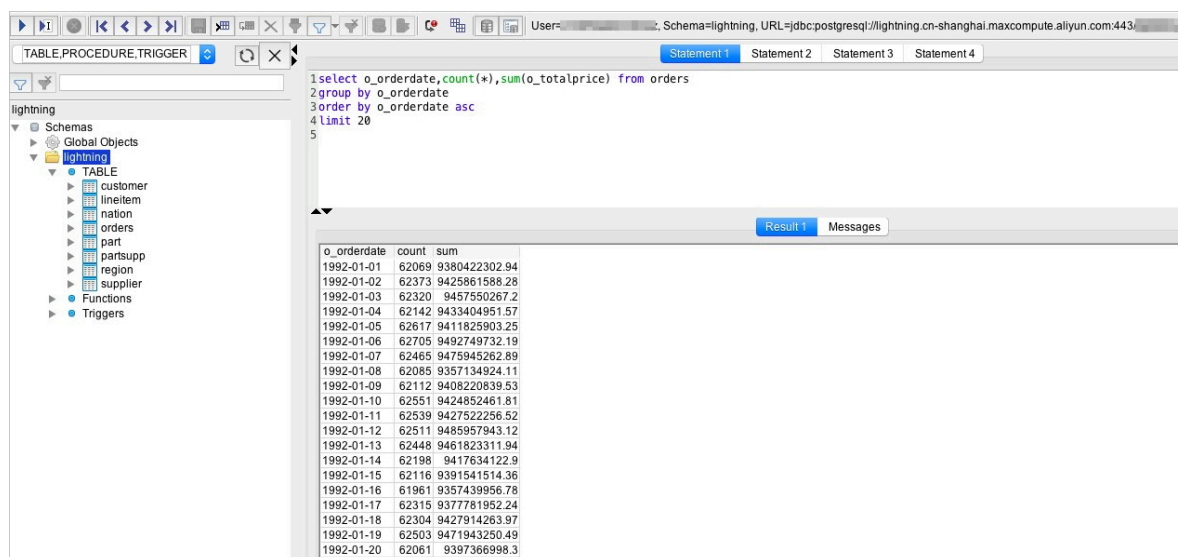 User=, Schema=lightning, URL=jdbc:postgresql://lightning.cn-shanghai.maxcompute.aliyun.com:443/
TABLE,PROCEDURE,TRIGGER
Statement 1 Statement 2 Statement 3 Statement 4
1 select o_orderdate,count(*),sum(o_totalprice) from orders
2 group by o_orderdate
3 order by o_orderdate asc
4 limit 20
5
lightning
Schemas
Global Objects
lightning
TABLE
customer
lineitem
nation
orders
part
partsupp
region
supplier
Functions
Triggers
Result 1 Messages
o_orderdate count sum
1992-01-01 62069 9380422302.94
1992-01-02 62373 9425861588.28
1992-01-03 62320 9457550267.2
1992-01-04 62142 9433404951.57
1992-01-05 62617 9411825903.25
1992-01-06 62705 9492749732.19
1992-01-07 62465 9475945262.89
1992-01-08 62085 9357134924.11
1992-01-09 62112 9408220839.53
1992-01-10 62551 9424852461.81
1992-01-11 62539 9427522256.52
1992-01-12 62511 9485957943.12
1992-01-13 62448 9461823311.94
1992-01-14 62198 9417634122.9
1992-01-15 62116 9391541514.36
1992-01-16 61961 9357439956.78
1992-01-17 62315 9377781952.24
1992-01-18 62304 9427914263.97
1992-01-19 62503 9471943250.49
1992-01-20 62061 9397366998.3